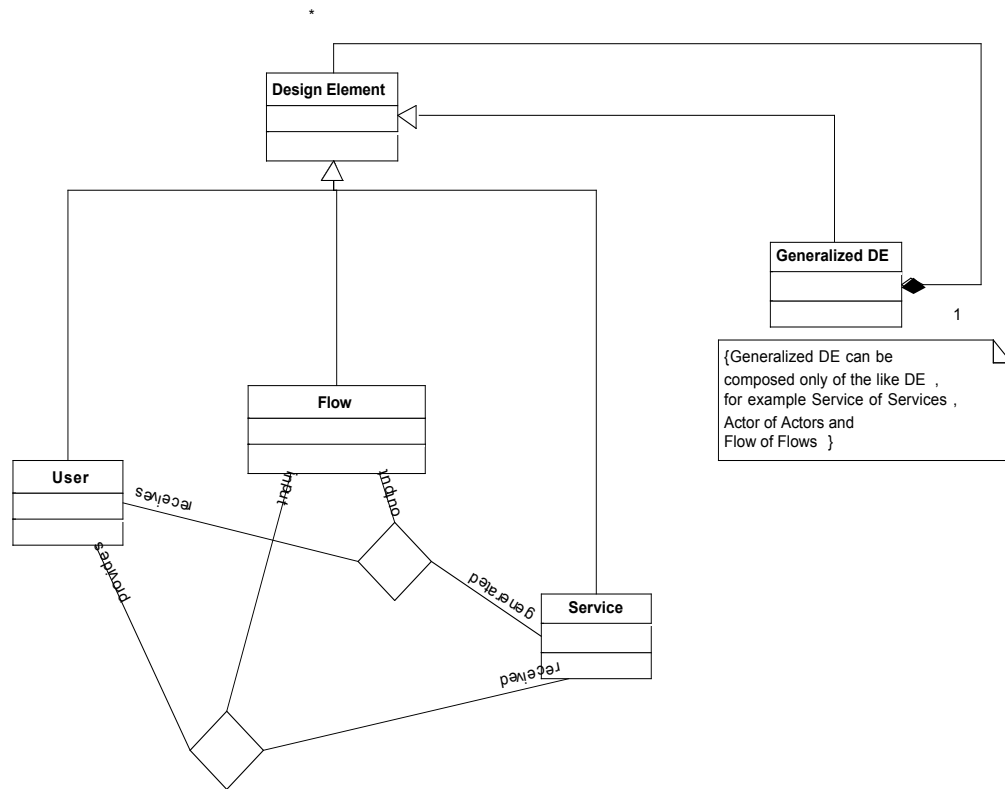 *
Design Element
Generalized DE
1
{Generalized DE can be
composed only of the like DE ,
for example Service of Services ,
Actor of Actors and
Flow of Flows }
Flow
User
input
output
receives
provides
generated
Service
received